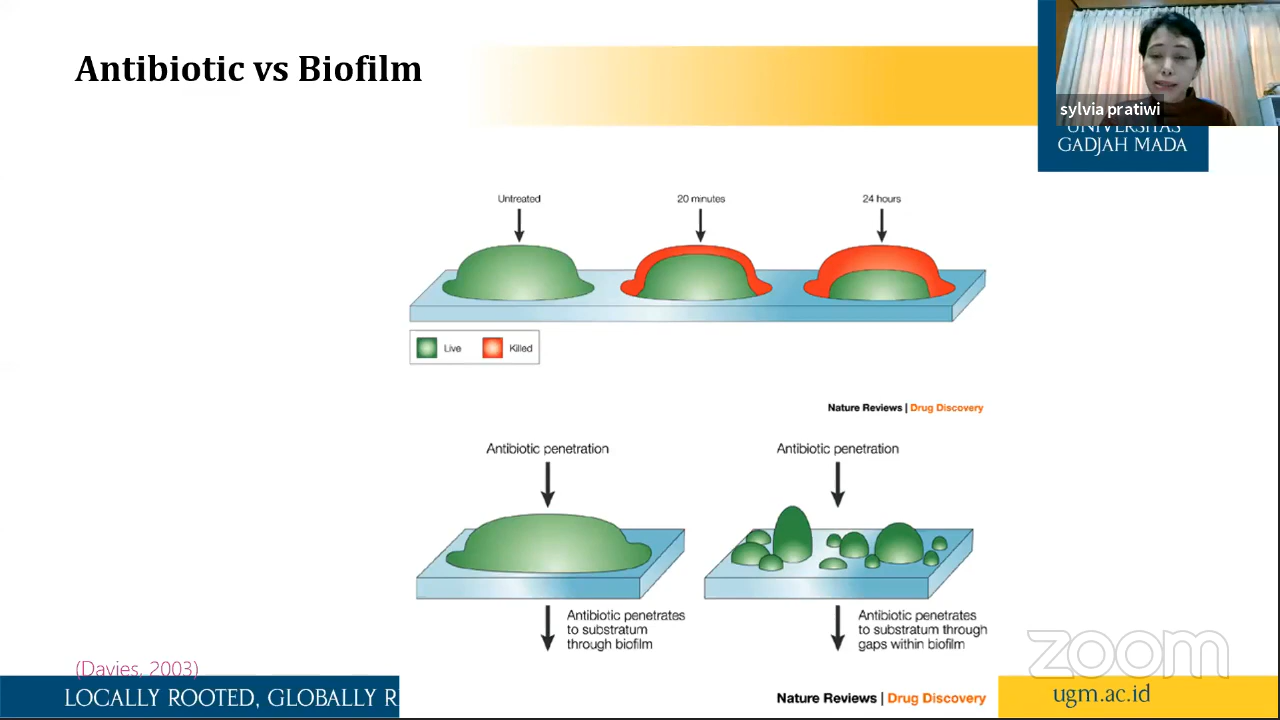 Antibiotic vs Biofilm
sylvia pratiwi
UNIVERSITAS
GADJAH MADA
Untreated
20 minutes
24 hours
Live
Killed
Nature Reviews | Drug Discovery
Antibiotic penetration
Antibiotic penetration
Antibiotic penetrates
to substratum
through biofilm
Antibiotic penetrates
to substratum through
gaps within biofilm
(Davies, 2003)
zoom
LOCALLY ROOTED, GLOBALLY R
Nature Reviews | Drug Discovery
ugm.ac.id